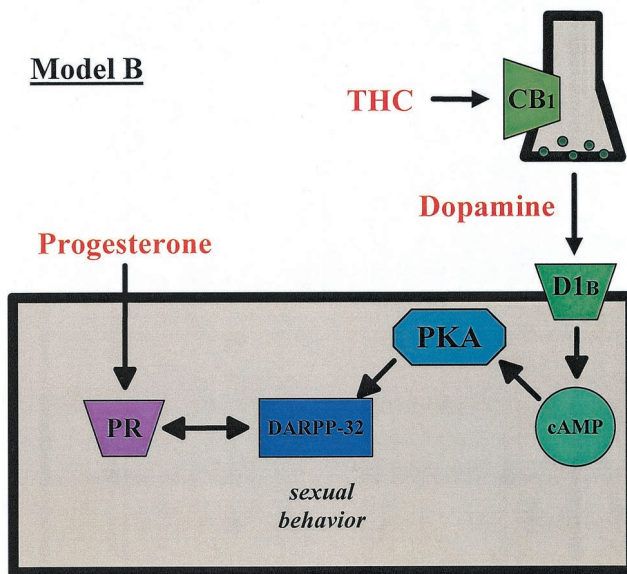 Model B
THC
CB1
Dopamine
Progesterone
D1B
PKA
PR
DARPP-32
cAMP
sexual
behavior